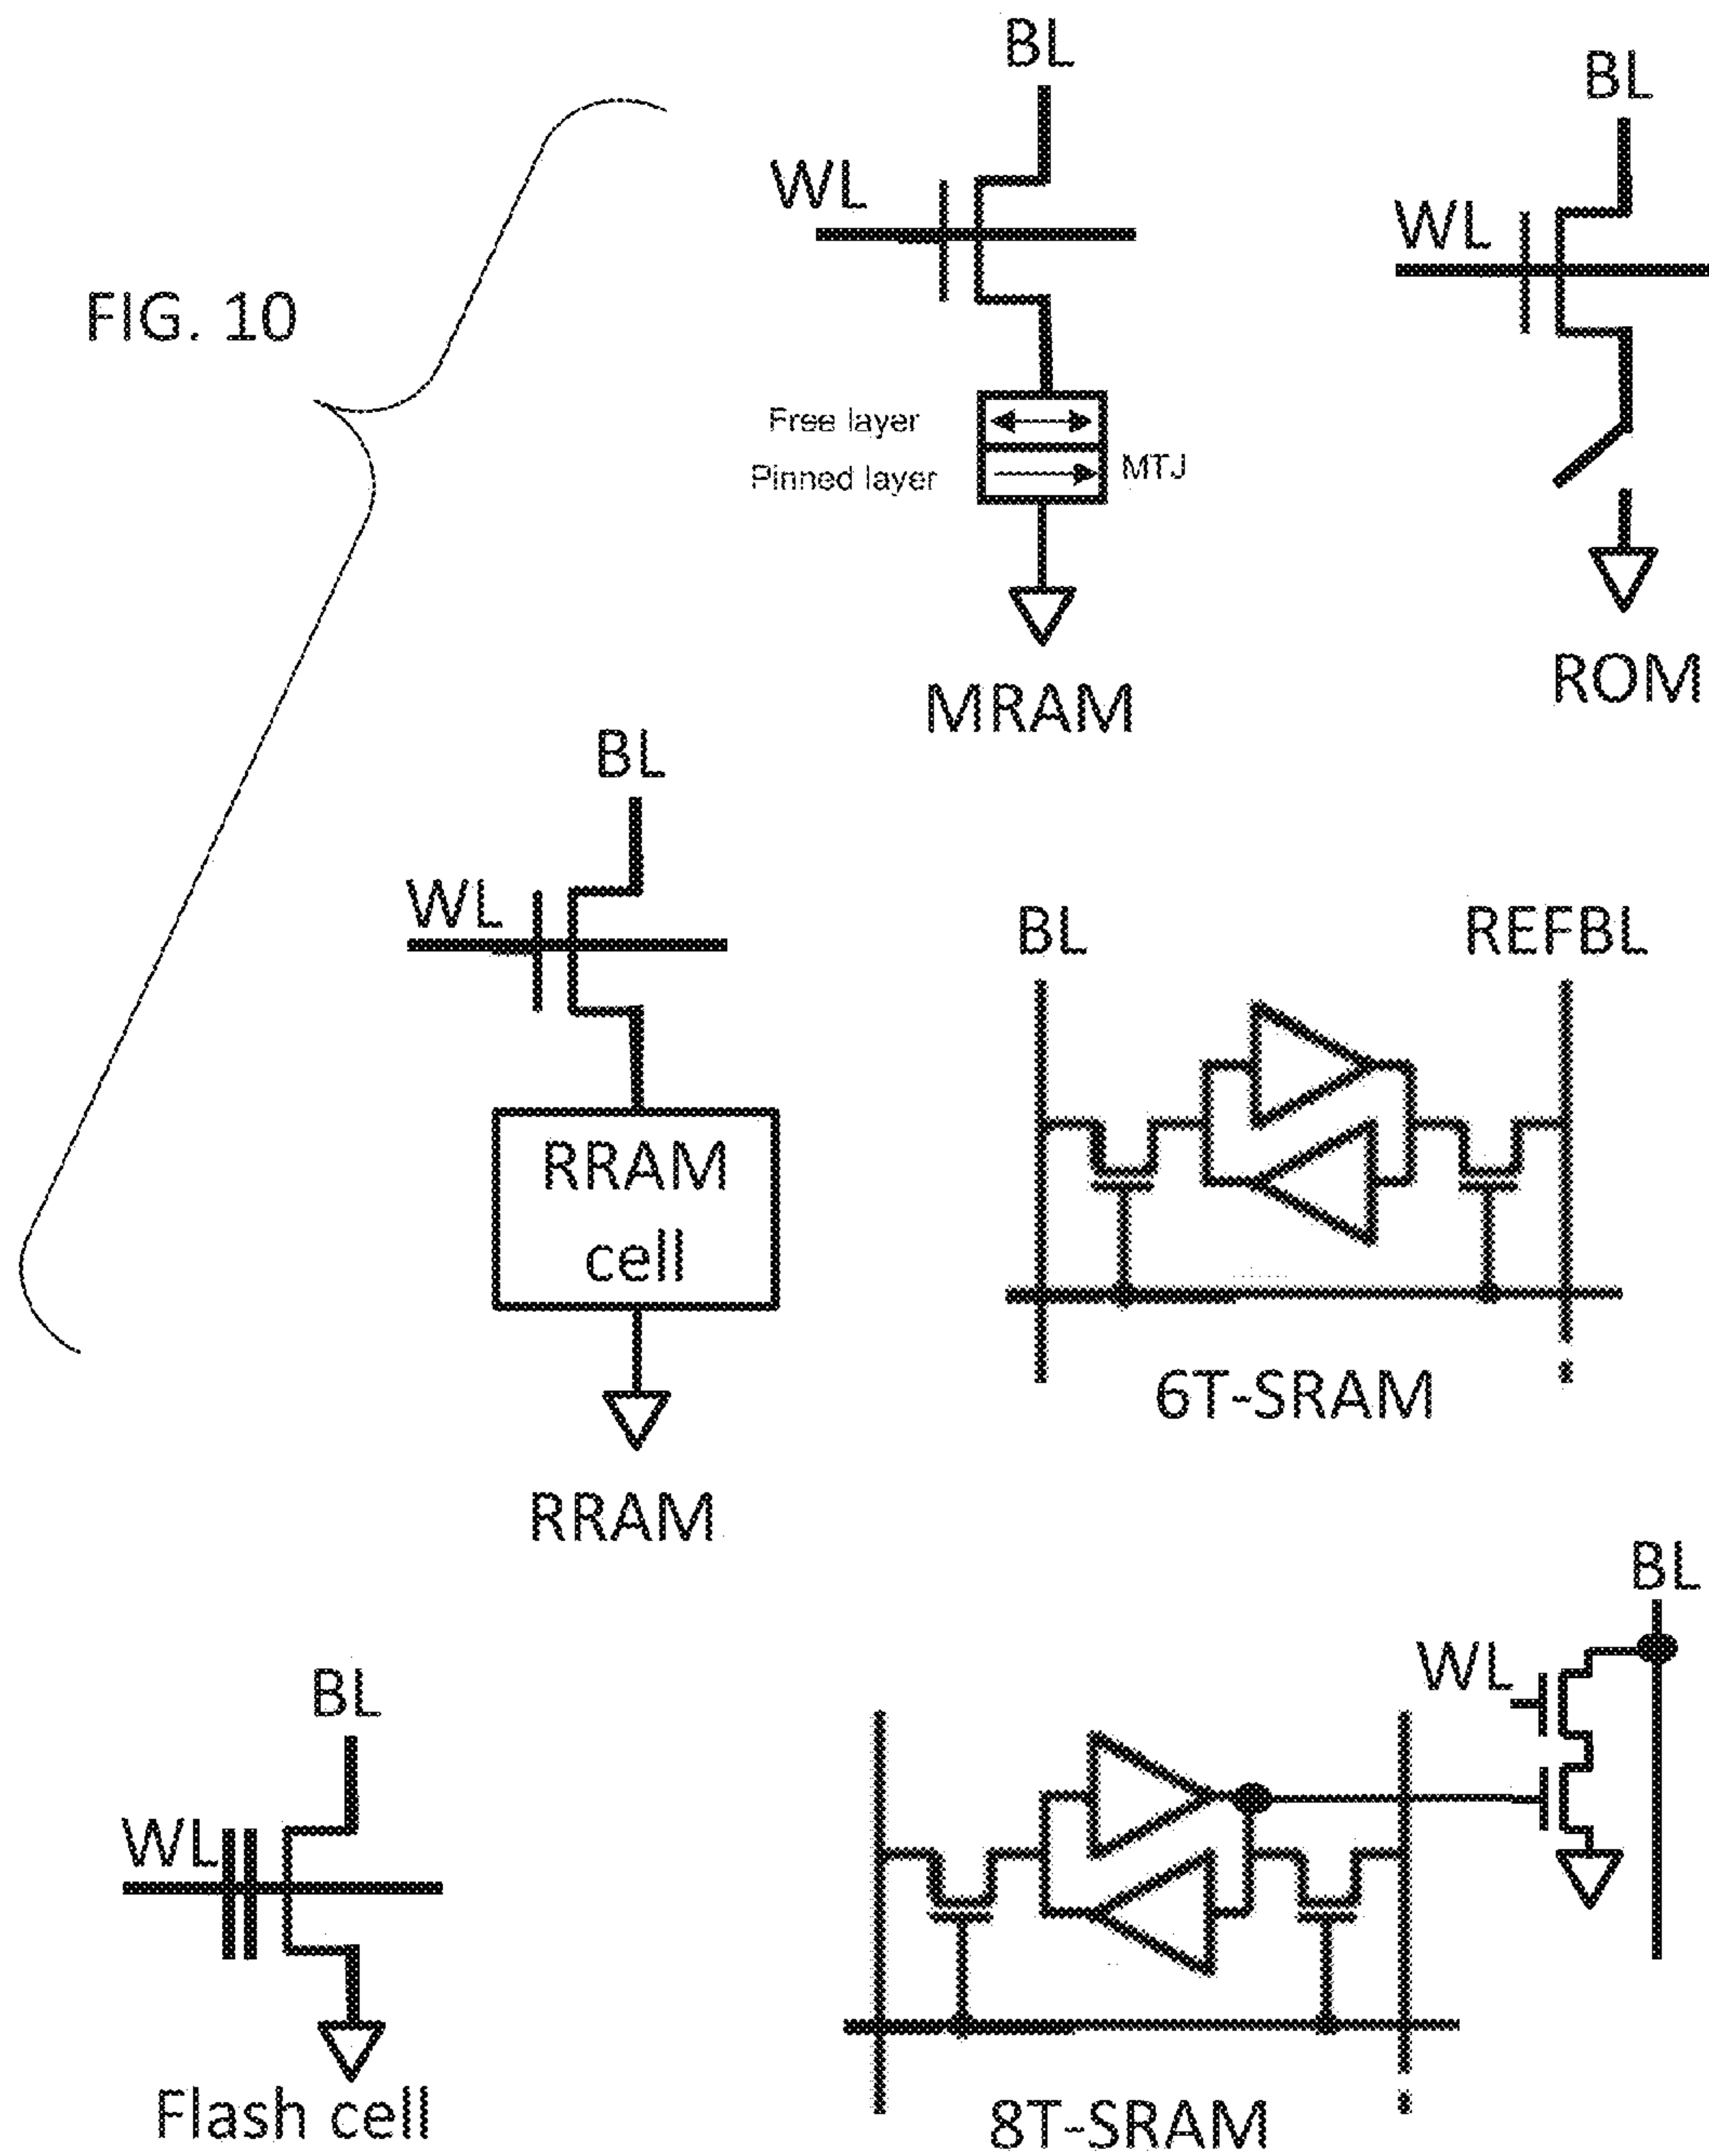 FIG. 10
BL
WL
Free layer
Pinned layer
MTJ
MRAM
BL
WL
ROM
BL
WL
RRAM
cell
RRAM
BL
REFBL
6T-SRAM
BL
WL
Flash cell
BL
WL
8T-SRAM